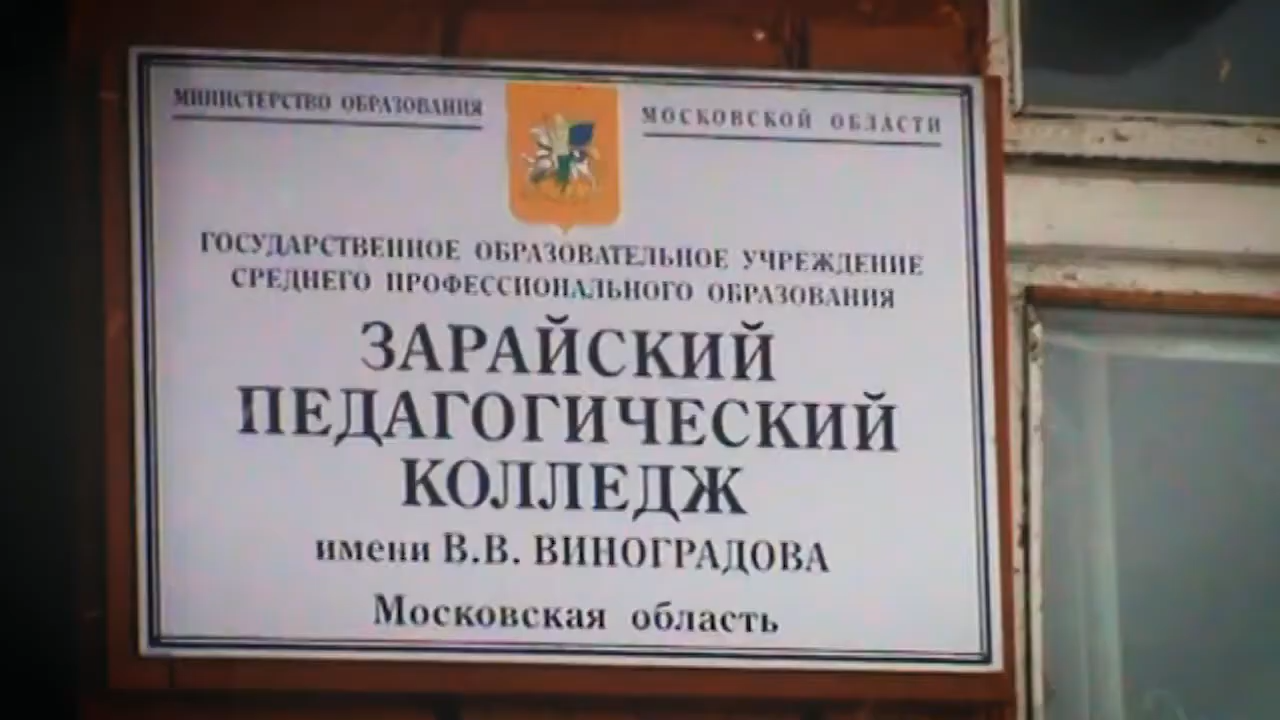 МИНИСТЕРСТВО ОБРАЗОВАНИЯ МОСКОВСКОЙ ОБЛАСТИ
ГОСУДАРСТВЕННОЕ ОБРАЗОВАТЕЛЬНОЕ УЧРЕЖДЕНИЕ
СРЕДНЕГО ПРОФЕССИОНАЛЬНОГО ОБРАЗОВАНИЯ
ЗАРАЙСКИЙ
ПЕДАГОГИЧЕСКИЙ
КОЛЛЕДЖ
имени В.В. ВИНОГРАДОВА
Московская область